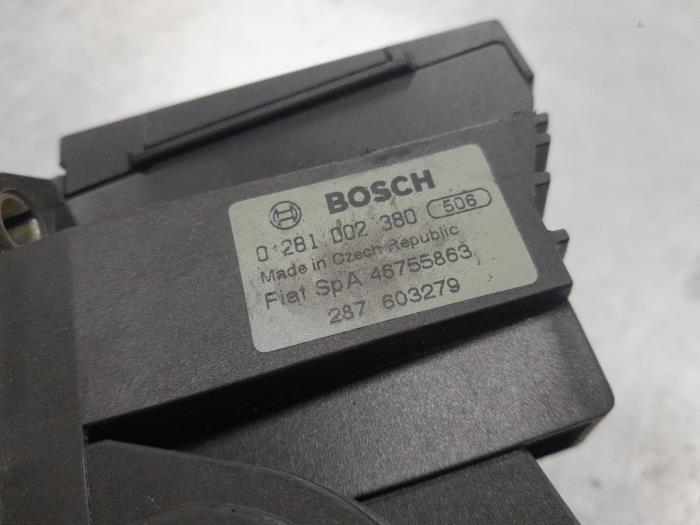 BOSCH
0 281 002 380 506
Made in Czech Republic
Fiat SpA 46755863
287 603279